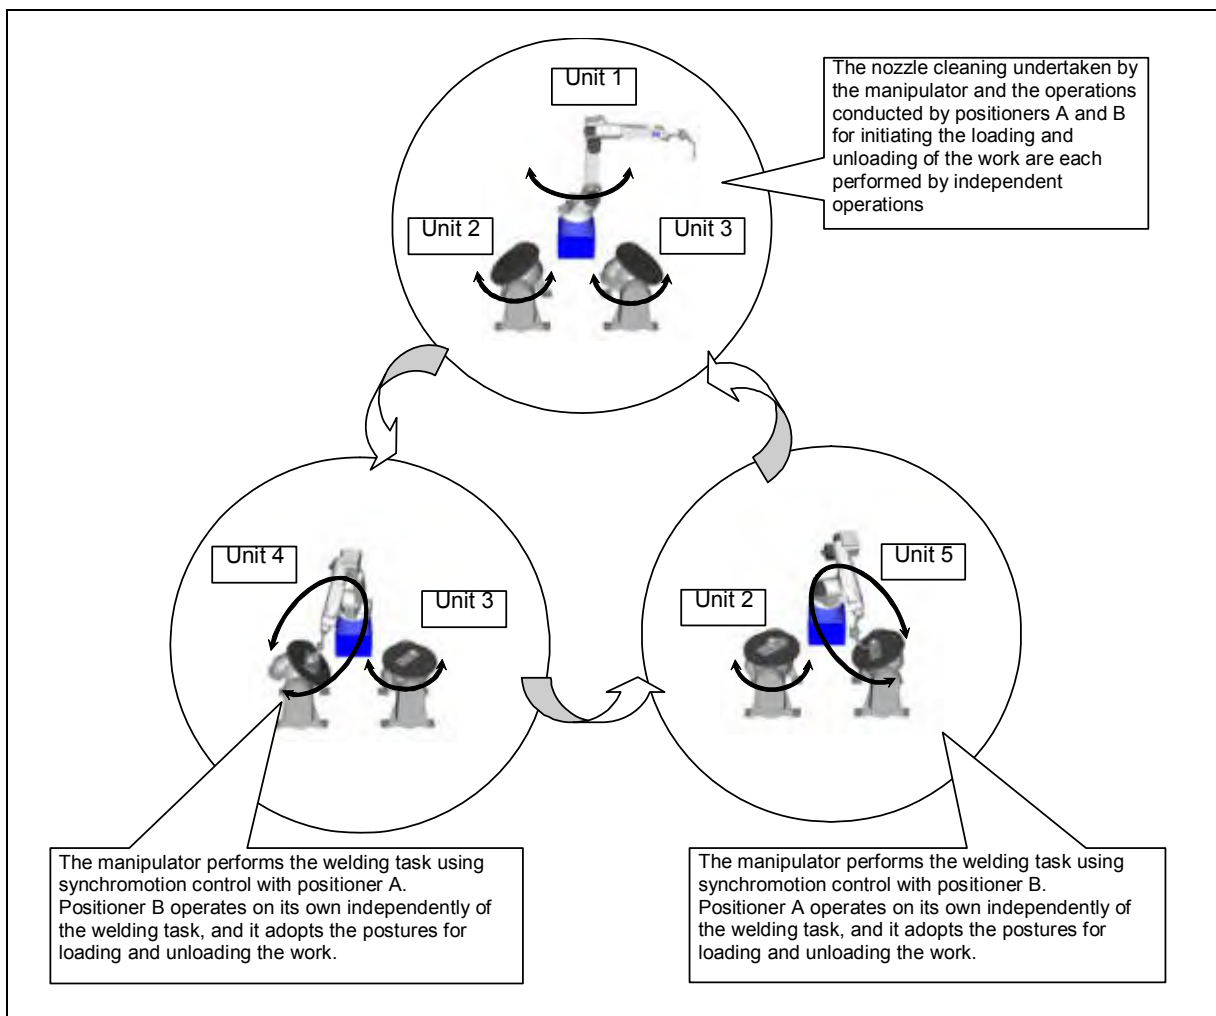 Unit 1
The nozzle cleaning undertaken by
the manipulator and the operations
conducted by positioners A and B
for initiating the loading and
unloading of the work are each
performed by independent
operations
Unit 2
Unit 3
Unit 4
Unit 3
Unit 5
Unit 2
The manipulator performs the welding task using
synchromotion control with positioner A.
Positioner B operates on its own independently of
the welding task, and it adopts the postures for
loading and unloading the work.
The manipulator performs the welding task using
synchromotion control with positioner B.
Positioner A operates on its own independently of
the welding task, and it adopts the postures for
loading and unloading the work.